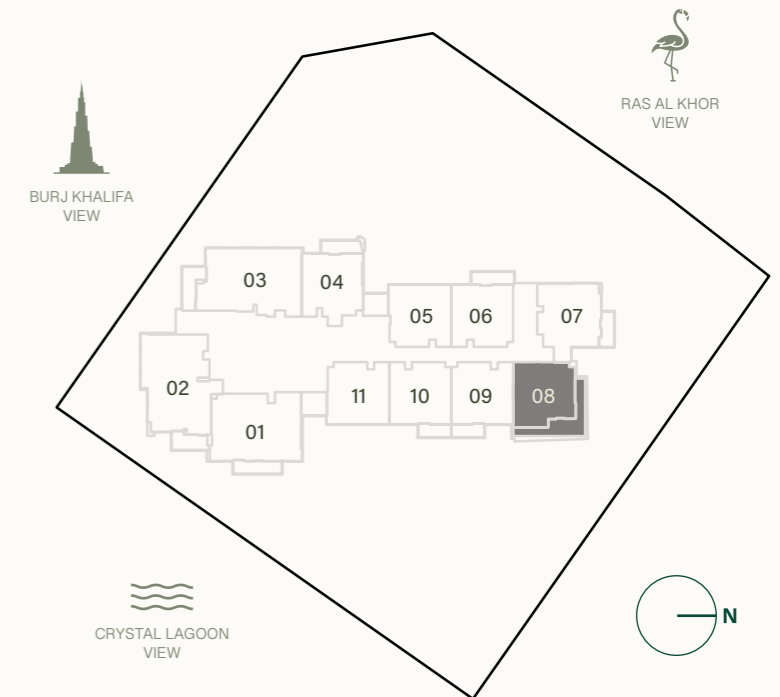 RAS AL KHOR
VIEW
BURJ KHALIFA
VIEW
03
04
05
06
07
02
11
10
09
08
01
CRYSTAL LAGOON
VIEW
N